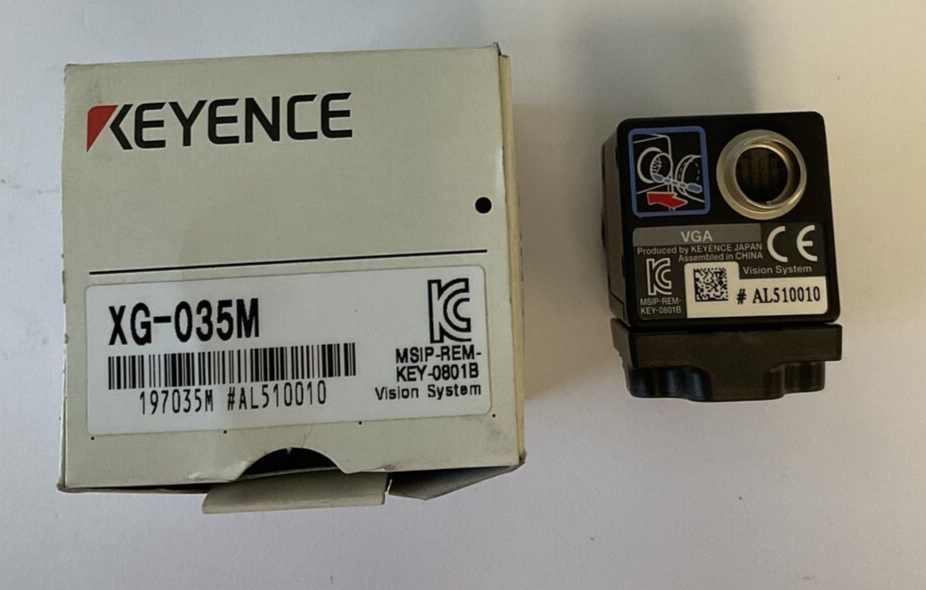 KEYENCE
XG-035M
197035M #AL510010
MSIP-REM-
KEY-0801B
Vision System
VGA
Produced by KEYENCE JAPAN
Assembled in CHINA
CE
MSIP-REM-
KEY-0801B
Vision System
# AL510010